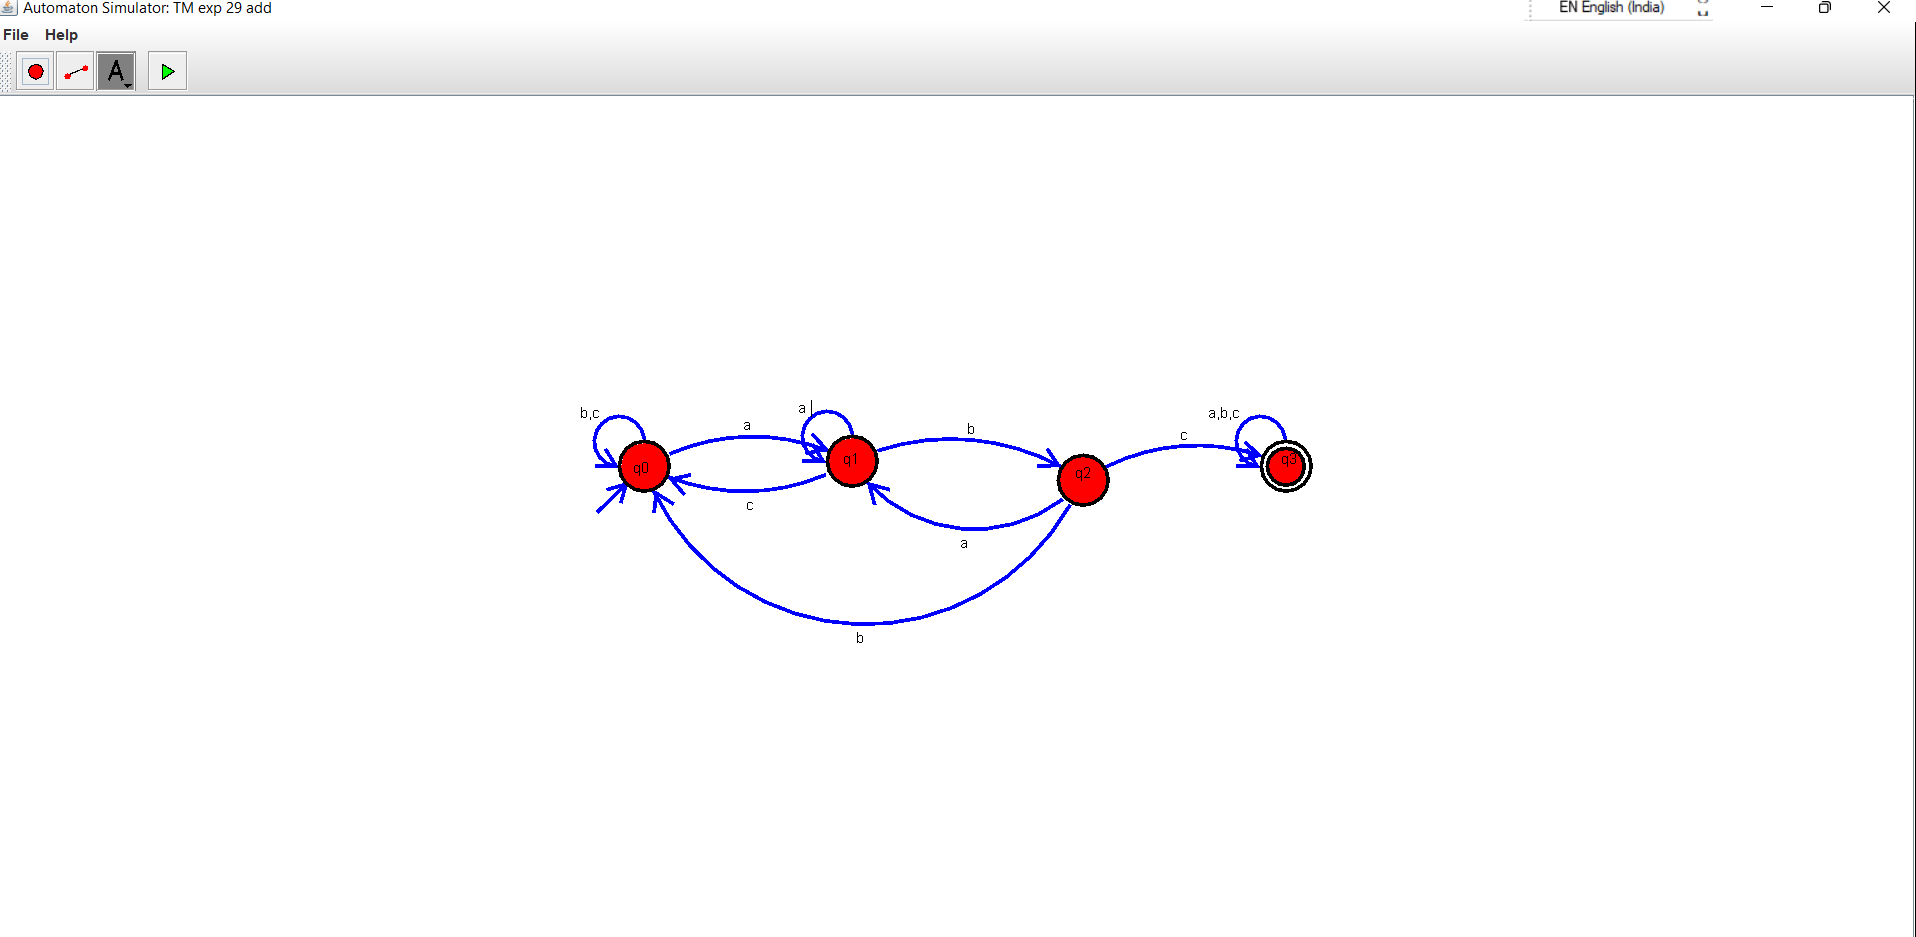 Automaton Simulator: TM exp 29 add
EN English (India)
File Help
A
b,c
a
a
b
c
a,b,c
q0
q1
q2
q3
c
a
b